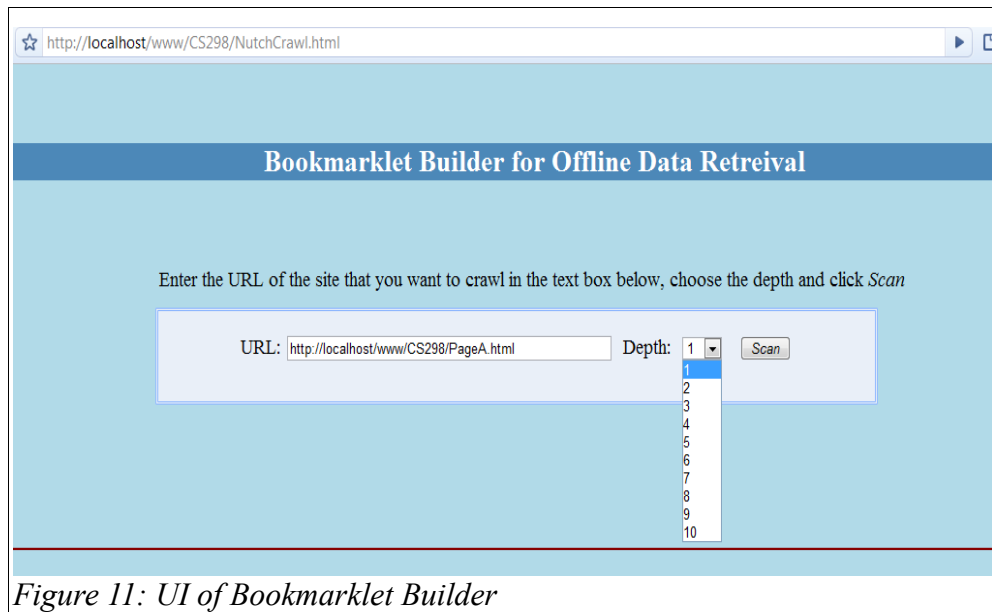 http://localhost/www/CS298/NutchCrawl.html
Bookmarklet Builder for Offline Data Retreival
Enter the URL of the site that you want to crawl in the text box below, choose the depth and click Scan
URL: http://localhost/www/CS298/PageA.html Depth: 1 Scan
1
2
3
4
5
6
7
8
9
10
Figure 11: UI of Bookmarklet Builder